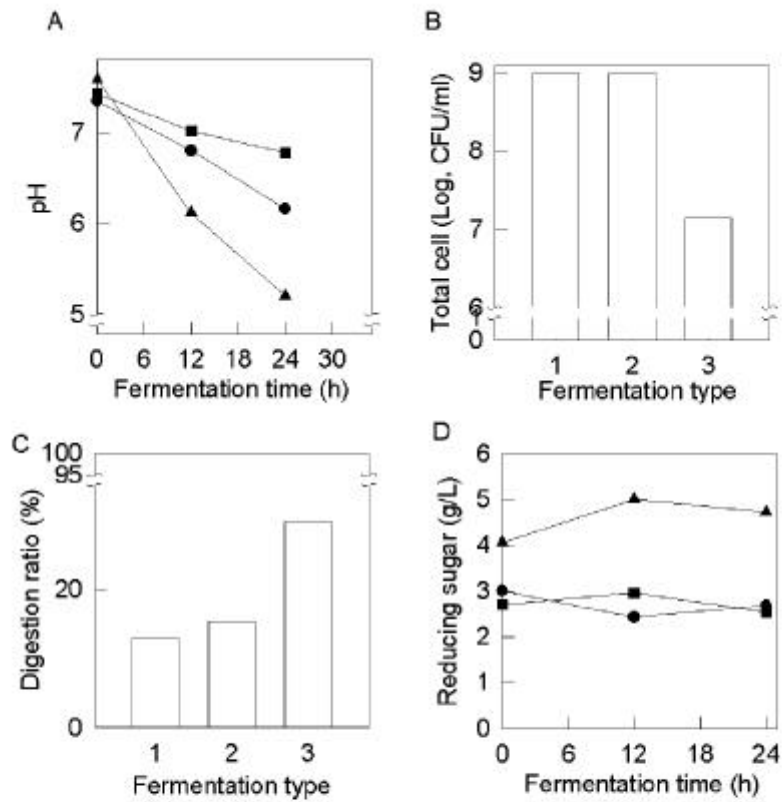 A
7
6
5
pH
0 6 12 18 24 30
Fermentation time (h)
B
9
8
7
6
1
0
Total cell (Log, CFU/ml)
1 2 3
Fermentation type
C
100
95
20
0
Digestion ratio (%)
1 2 3
Fermentation type
D
6
5
4
3
2
1
0
Reducing sugar (g/L)
0 6 12 18 24
Fermentation time (h)